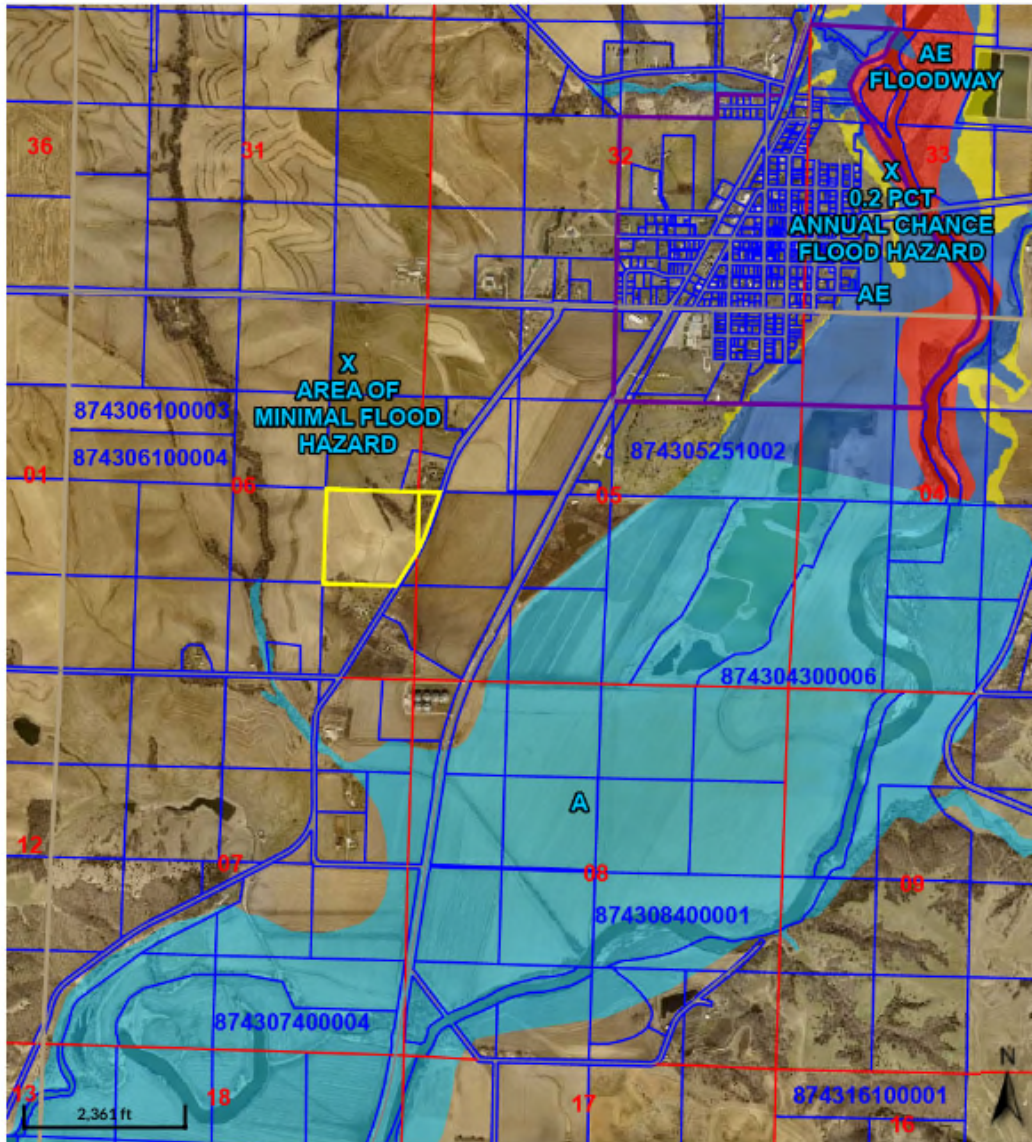 AE
FLOODWAY
36
31
32
33
X
0.2 PCT
ANNUAL CHANCE
FLOOD HAZARD
AE
X
AREA OF
MINIMAL FLOOD
HAZARD
874306100003
874306100004
874305251002
01
06
05
04
874304300006
A
12
07
08
09
874308400001
874307400004
N
13
18
17
16
874316100001
2,361 ft